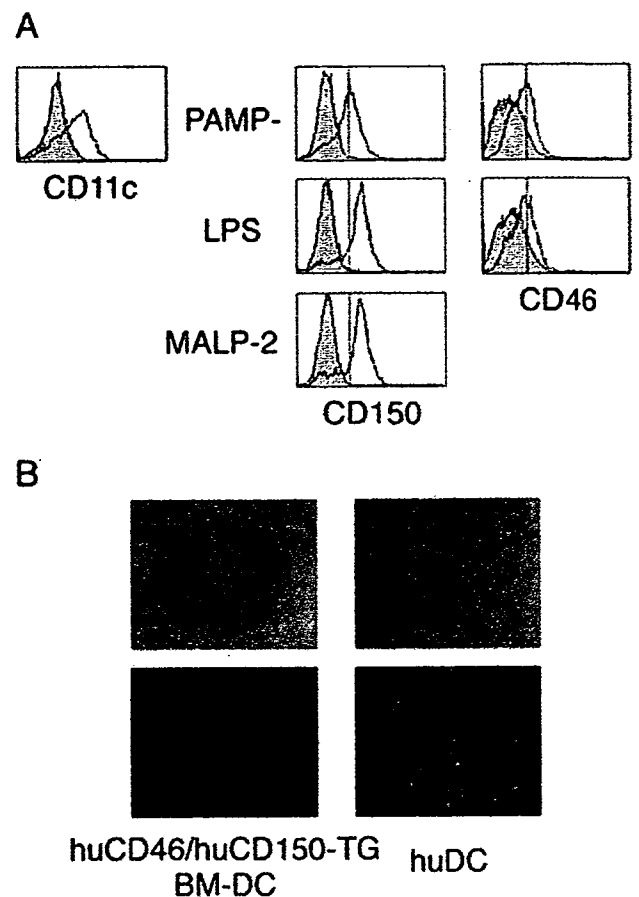 A
PAMP-
CD11c
LPS
CD46
MALP-2
CD150
B
huCD46/huCD150-TG
BM-DC
huDC